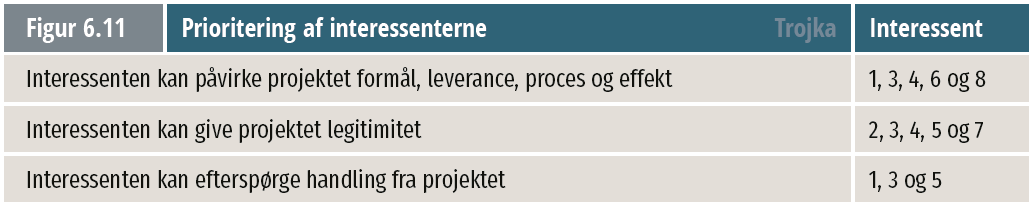 Figur 6.11 Prioritering af interessenterne Trojka Interessent
Interessenten kan påvirke projektet formål, leverance, proces og effekt 1, 3, 4, 6 og 8
Interessenten kan give projektet legitimitet 2, 3, 4, 5 og 7
Interessenten kan efterspørge handling fra projektet 1, 3 og 5